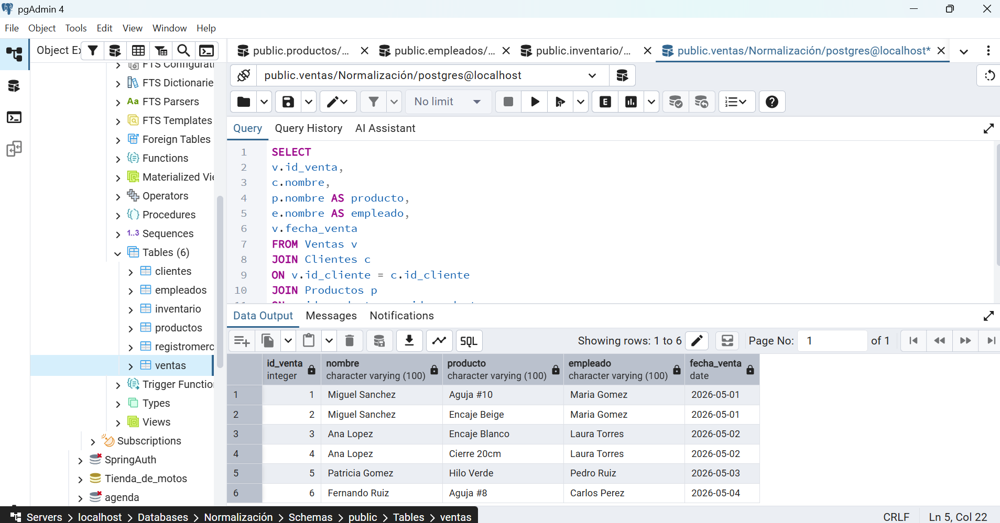 pgAdmin 4
File Object Tools Edit View Window Help
Object Ex
public.productos/...
public.empleados/...
public.inventario/...
public.ventas/Normalización/postgres@localhost*
public.ventas/Normalización/postgres@localhost
No limit
FTS Configurati
FTS Dictionarie
Aa FTS Parsers
FTS Templates
Foreign Tables
Functions
Materialized Vie
Operators
Procedures
1..3 Sequences
Tables (6)
clientes
empleados
inventario
productos
registromerc
ventas
Trigger Functio
Types
Views
Subscriptions
SpringAuth
Tienda_de_motos
agenda
Query Query History AI Assistant
1 SELECT
2 v.id_venta,
3 c.nombre,
4 p.nombre AS producto,
5 e.nombre AS empleado,
6 v.fecha_venta
7 FROM Ventas v
8 JOIN Clientes c
9 ON v.id_cliente = c.id_cliente
10 JOIN Productos p
Data Output Messages Notifications
SQL Showing rows: 1 to 6 Page No: 1 of 1
id_venta nombre producto empleado fecha_venta
integer character varying (100) character varying (100) character varying (100) date
1 1 Miguel Sanchez Aguja #10 Maria Gomez 2026-05-01
2 2 Miguel Sanchez Encaje Beige Maria Gomez 2026-05-01
3 3 Ana Lopez Encaje Blanco Laura Torres 2026-05-02
4 4 Ana Lopez Cierre 20cm Laura Torres 2026-05-02
5 5 Patricia Gomez Hilo Verde Pedro Ruiz 2026-05-03
6 6 Fernando Ruiz Aguja #8 Carlos Perez 2026-05-04
Servers > localhost > Databases > Normalización > Schemas > public > Tables > ventas
CRLF Ln 5, Col 22